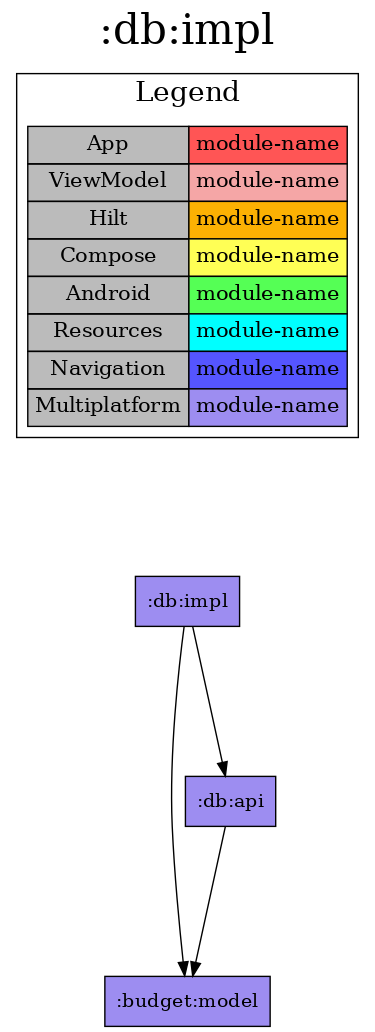 :db:impl
Legend
App module-name
ViewModel module-name
Hilt module-name
Compose module-name
Android module-name
Resources module-name
Navigation module-name
Multiplatform module-name
:db:impl
:db:api
:budget:model